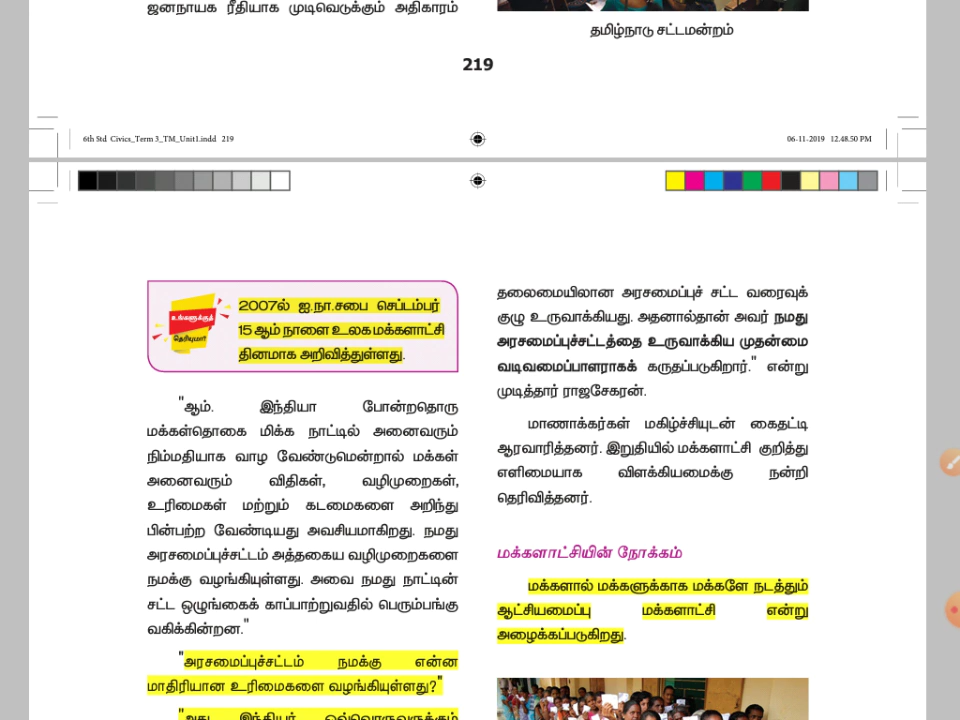 ஜனநாயக ரீதியாக முடிவெடுக்கும் அதிகாரம்
தமிழ்நாடு சட்டமன்றம்
219
6th Std Civics_Term 3_TM_Unit1.indd 219
06-11-2019 12.48.50 PM
உங்களுக்குத்
தெரியுமா?
2007ல் ஐ.நா.சபை செப்டம்பர்
15 ஆம் நாளை உலக மக்களாட்சி
தினமாக அறிவித்துள்ளது.
"ஆம். இந்தியா போன்றதொரு
மக்கள்தொகை மிக்க நாட்டில் அனைவரும்
நிம்மதியாக வாழ வேண்டுமென்றால் மக்கள்
அனைவரும் விதிகள், வழிமுறைகள்,
உரிமைகள் மற்றும் கடமைகளை அறிந்து
பின்பற்ற வேண்டியது அவசியமாகிறது. நமது
அரசமைப்புச்சட்டம் அத்தகைய வழிமுறைகளை
நமக்கு வழங்கியுள்ளது. அவை நமது நாட்டின்
சட்ட ஒழுங்கைக் காப்பாற்றுவதில் பெரும்பங்கு
வகிக்கின்றன."
"அரசமைப்புச்சட்டம் நமக்கு என்ன
மாதிரியான உரிமைகளை வழங்கியுள்ளது?"
"அது இந்தியர் ஒவ்வொருவருக்கும்
தலைமையிலான அரசமைப்புச் சட்ட வரைவுக்
குழு உருவாக்கியது. அதனால்தான் அவர் நமது
அரசமைப்புச்சட்டத்தை உருவாக்கிய முதன்மை
வடிவமைப்பாளராகக் கருதப்படுகிறார்." என்று
முடித்தார் ராஜசேகரன்.
மாணாக்கர்கள் மகிழ்ச்சியுடன் கைதட்டி
ஆரவாரித்தனர். இறுதியில் மக்களாட்சி குறித்து
எளிமையாக விளக்கியமைக்கு நன்றி
தெரிவித்தனர்.
மக்களாட்சியின் நோக்கம்
மக்களால் மக்களுக்காக மக்களே நடத்தும்
ஆட்சியமைப்பு மக்களாட்சி என்று
அழைக்கப்படுகிறது.